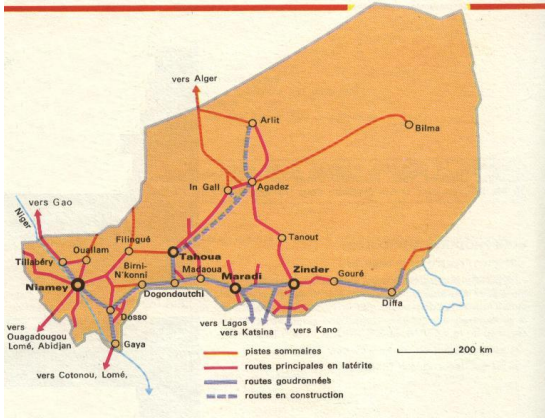 vers Alger
Arlit
Bilma
In Gall
Agadez
vers Gao
Niger
Tanout
Filingué
Ouallam
Tahoua
Tillabéry
Birni-
N'konni
Madaoua
Zinder
Maradi
Gouré
Niamey
Dogondoutchi
Diffa
Dosso
vers Lagos
vers
Ouagadougou
Lomé, Abidjan
vers Katsina
vers Kano
Gaya
vers Cotonou, Lomé,
pistes sommaires
routes principales en latérite
routes goudronnées
routes en construction
200 km